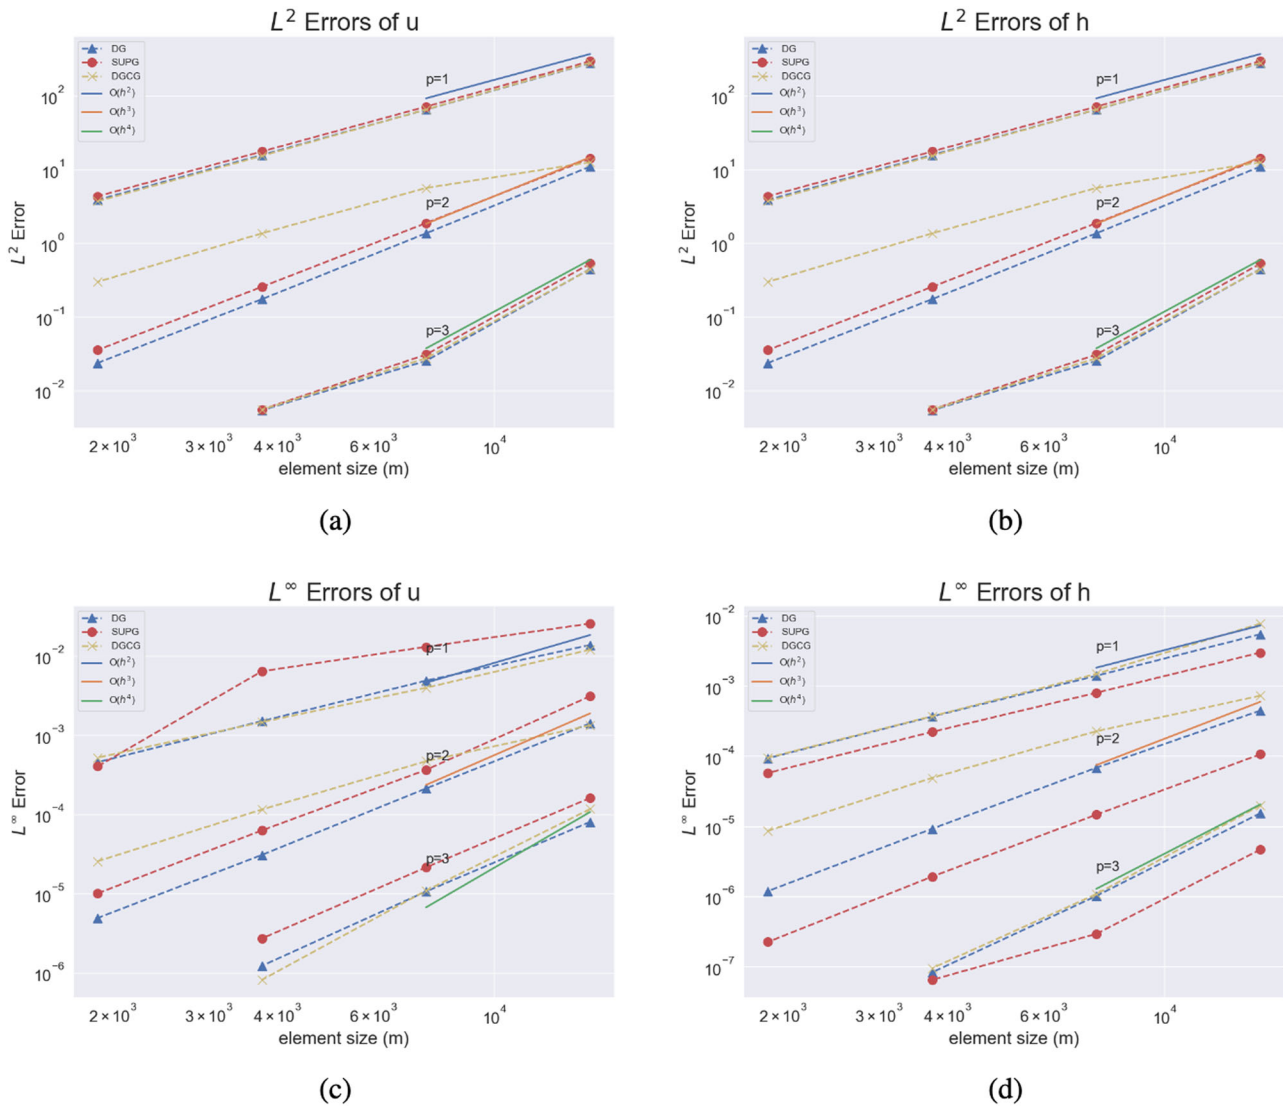 L² Errors of u
DG
SUPG
DGCG
O(h²)
O(h³)
O(h⁴)
p=1
p=2
p=3
L² Error
10²
10¹
10⁰
10⁻¹
10⁻²
2 × 10³ 3 × 10³ 4 × 10³ 6 × 10³ 10⁴
element size (m)
(a)
L² Errors of h
DG
SUPG
DGCG
O(h²)
O(h³)
O(h⁴)
p=1
p=2
p=3
L² Error
10²
10¹
10⁰
10⁻¹
10⁻²
2 × 10³ 3 × 10³ 4 × 10³ 6 × 10³ 10⁴
element size (m)
(b)
L∞ Errors of u
DG
SUPG
DGCG
O(h²)
O(h³)
O(h⁴)
p=1
p=2
p=3
L∞ Error
10⁻²
10⁻³
10⁻⁴
10⁻⁵
10⁻⁶
2 × 10³ 3 × 10³ 4 × 10³ 6 × 10³ 10⁴
element size (m)
(c)
L∞ Errors of h
DG
SUPG
DGCG
O(h²)
O(h³)
O(h⁴)
p=1
p=2
p=3
L∞ Error
10⁻²
10⁻³
10⁻⁴
10⁻⁵
10⁻⁶
10⁻⁷
2 × 10³ 3 × 10³ 4 × 10³ 6 × 10³ 10⁴
element size (m)
(d)